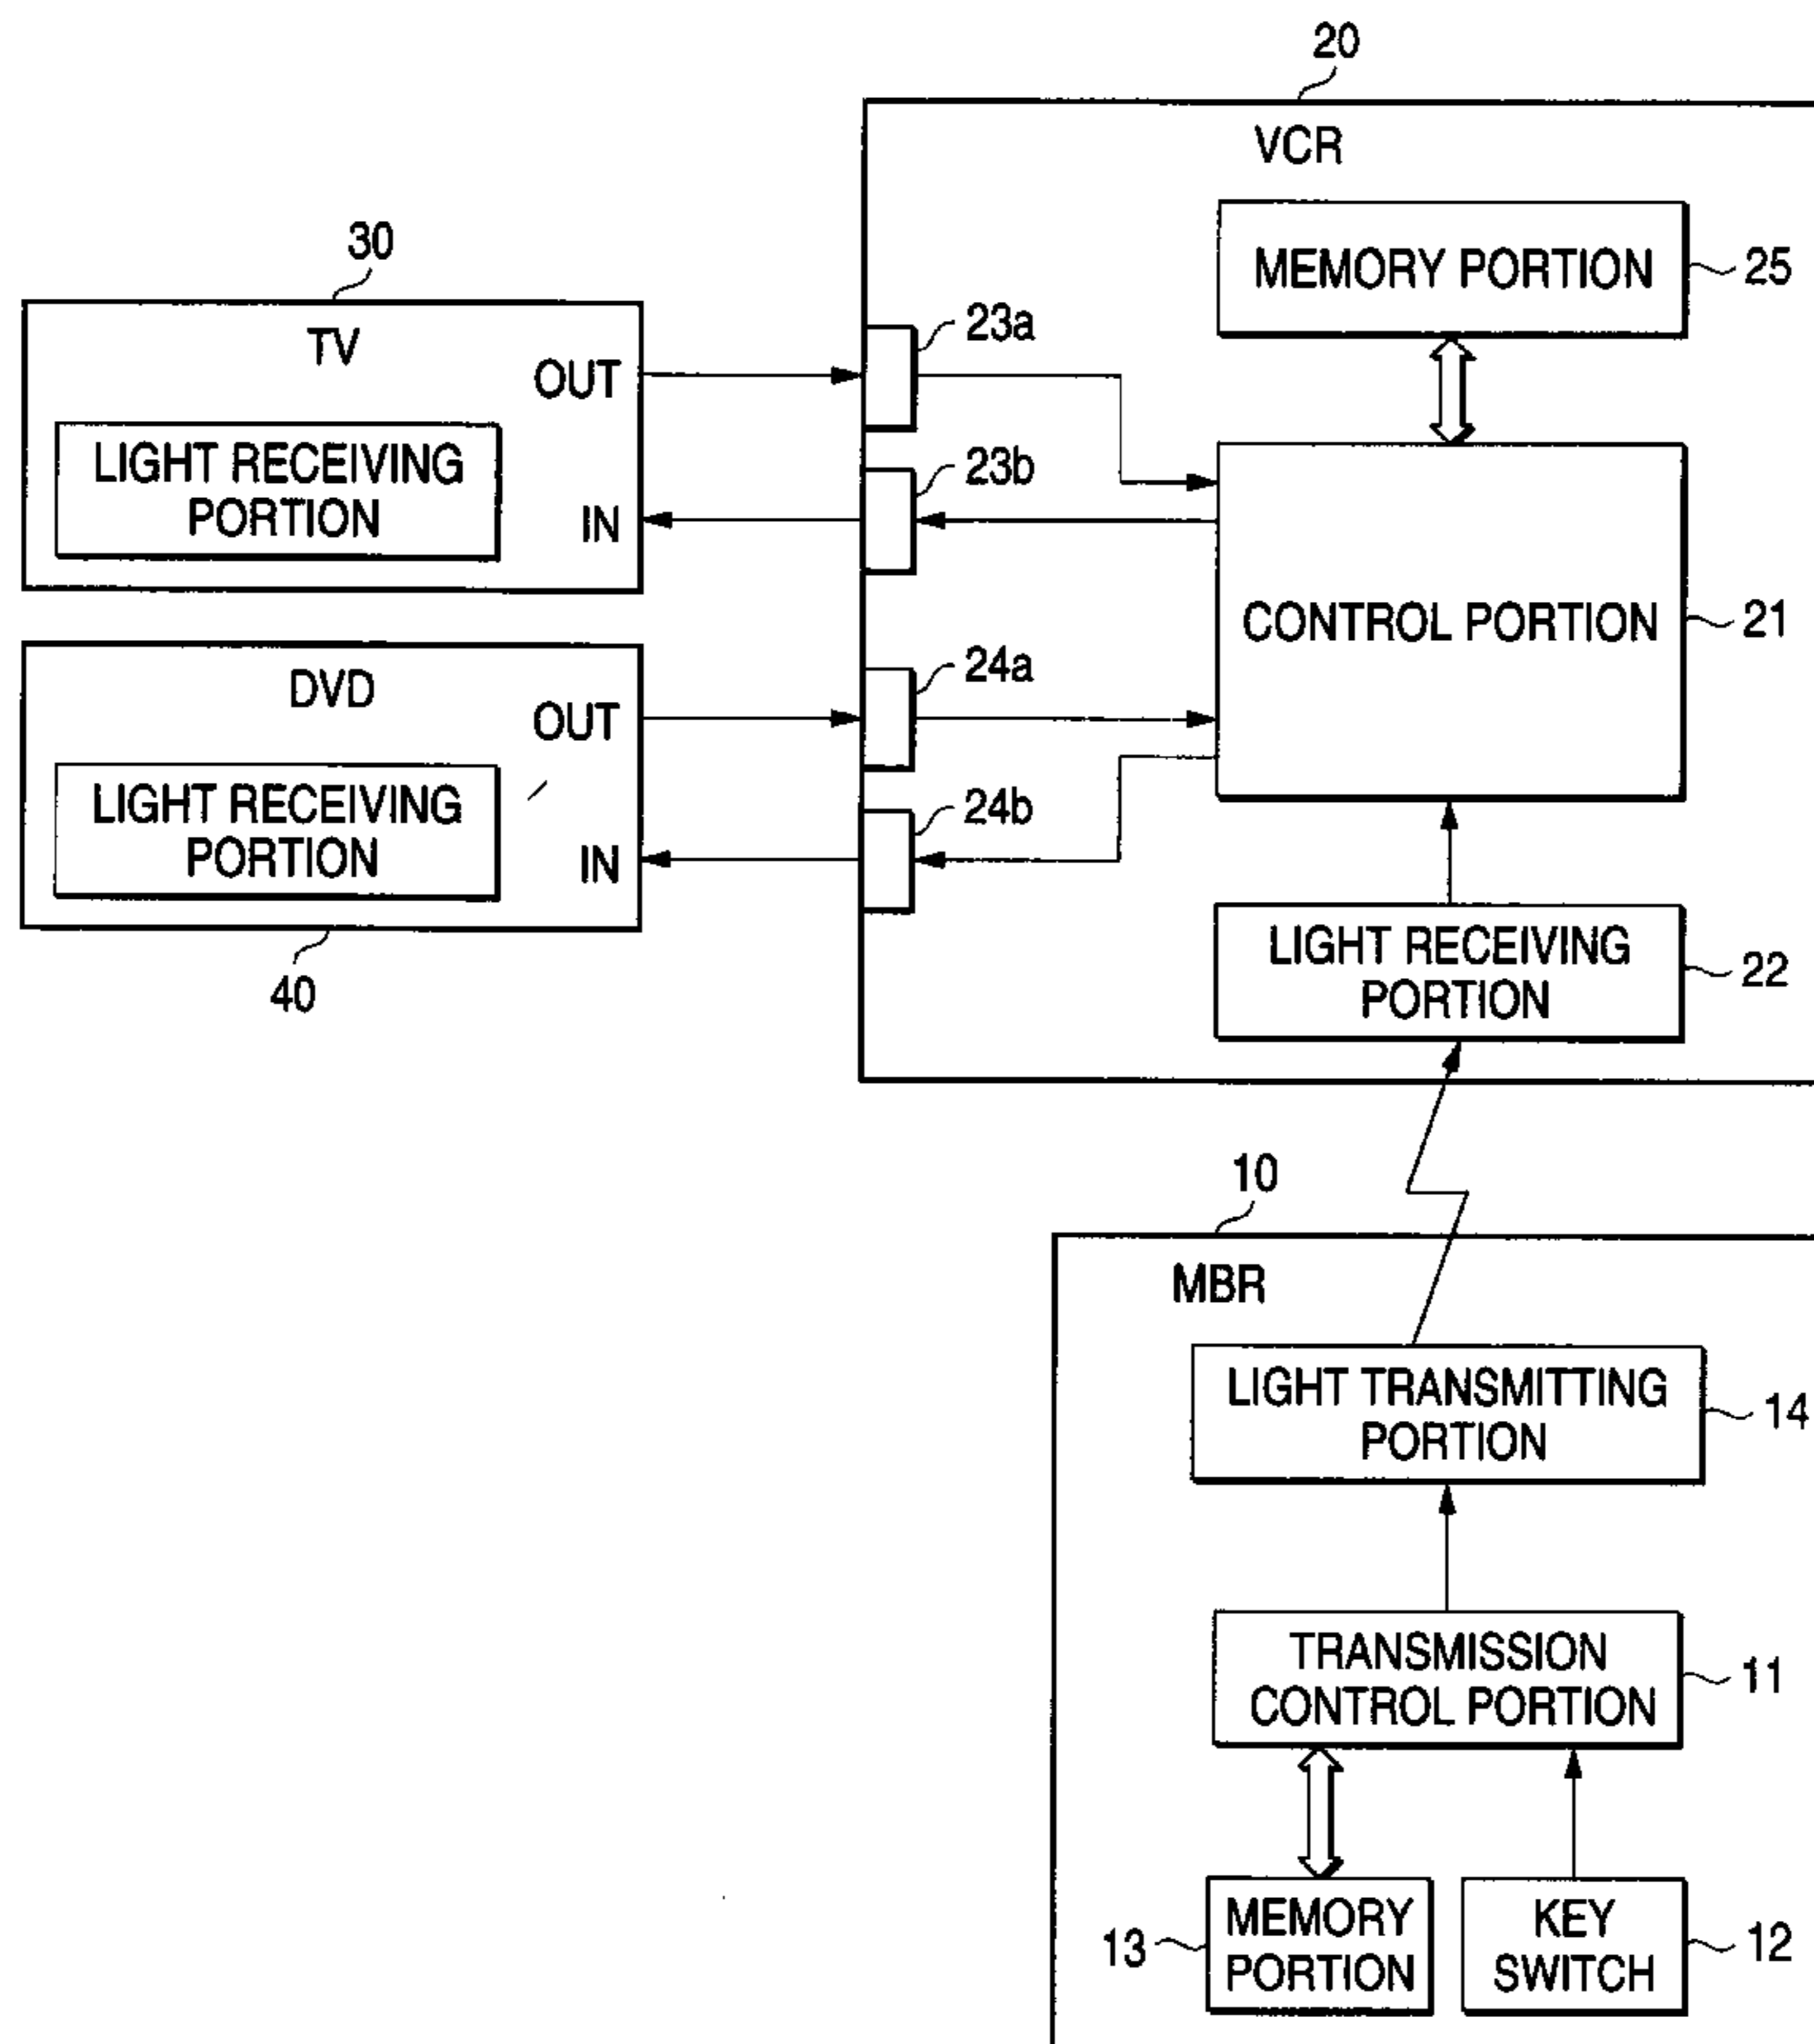 20
VCR
MEMORY PORTION
25
30
TV
OUT
23a
LIGHT RECEIVING
PORTION
IN
23b
CONTROL PORTION
21
DVD
OUT
24a
LIGHT RECEIVING
PORTION
IN
24b
40
LIGHT RECEIVING
PORTION
22
10
MBR
LIGHT TRANSMITTING
PORTION
14
TRANSMISSION
CONTROL PORTION
11
13
MEMORY
PORTION
KEY
SWITCH
12